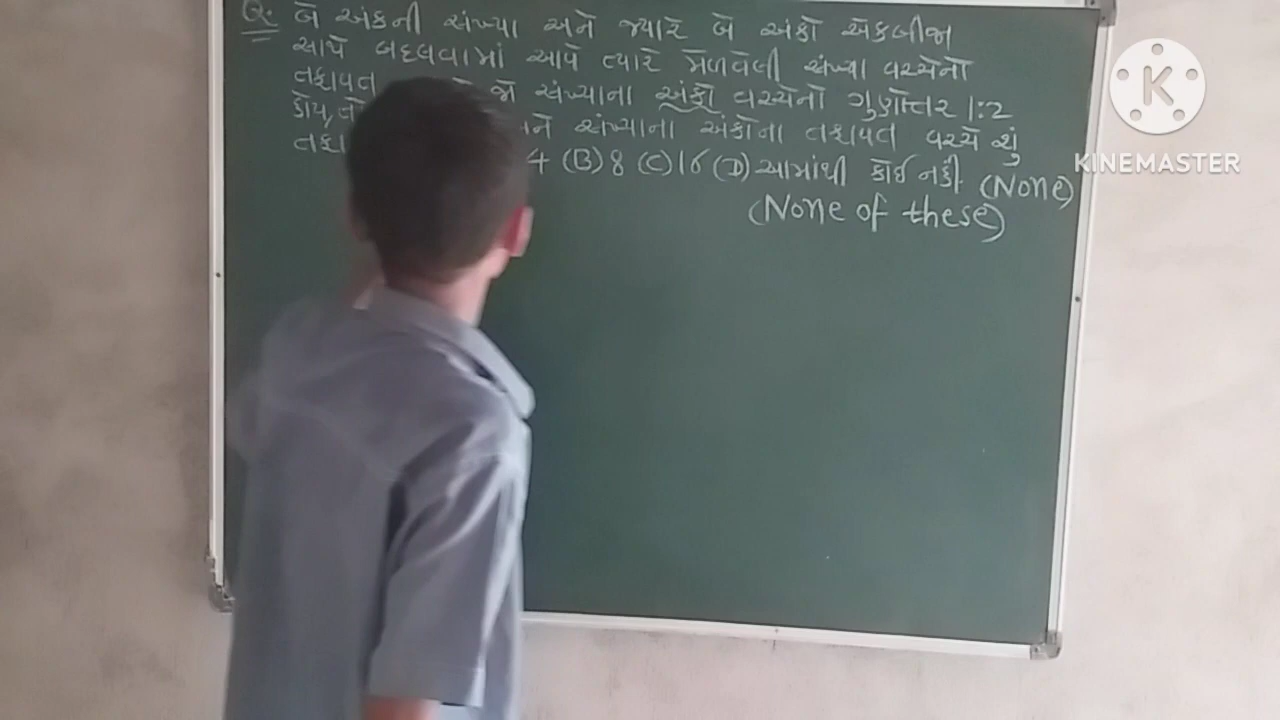 Q. બે અંકની સંખ્યા અને જ્યારે બે અંકો એકબીજા
સાથે બદલવામાં આવે ત્યારે મેળવેલી સંખ્યા વચ્ચેનો
તફાવત જો સંખ્યાના અંકો વચ્ચેનો ગુણોત્તર 1:2
હોય, સંખ્યાના અંકોના તફાવત વચ્ચે શું
4 (B) 8 (C) 16 (D) આમાંથી કોઈ નહીં. (None)
(None of these)
K
KINEMASTER